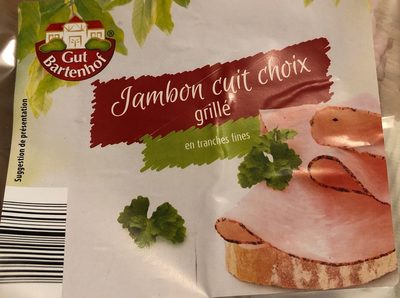 Gut
Bartenhof
®
Jambon cuit choix
grillé
en tranches fines
Suggestion de présentation